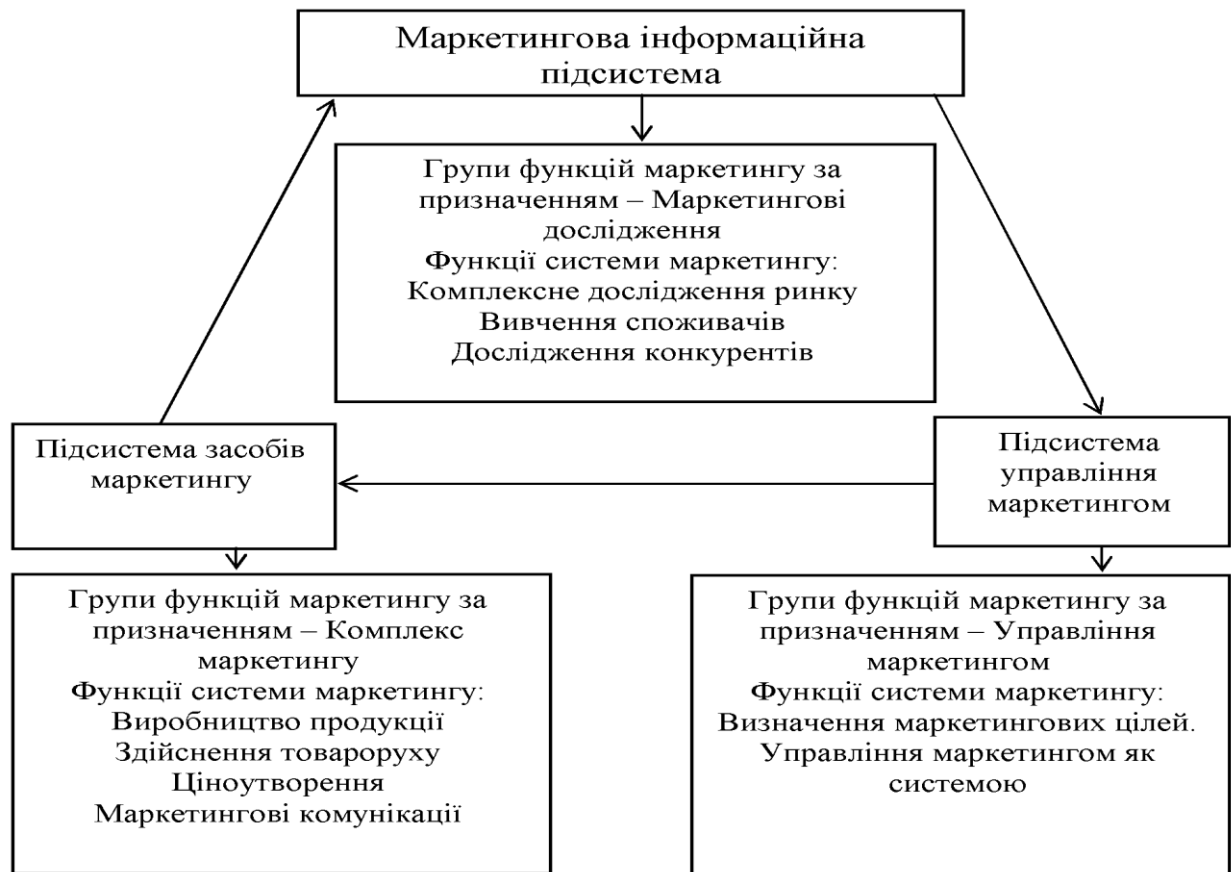 Маркетингова інформаційна
підсистема
Групи функцій маркетингу за
призначенням – Маркетингові
дослідження
Функції системи маркетингу:
Комплексне дослідження ринку
Вивчення споживачів
Дослідження конкурентів
Підсистема засобів
маркетингу
Підсистема
управління
маркетингом
Групи функцій маркетингу за
призначенням – Комплекс
маркетингу
Функції системи маркетингу:
Виробництво продукції
Здійснення товароруху
Ціноутворення
Маркетингові комунікації
Групи функцій маркетингу за
призначенням – Управління
маркетингом
Функції системи маркетингу:
Визначення маркетингових цілей.
Управління маркетингом як
системою